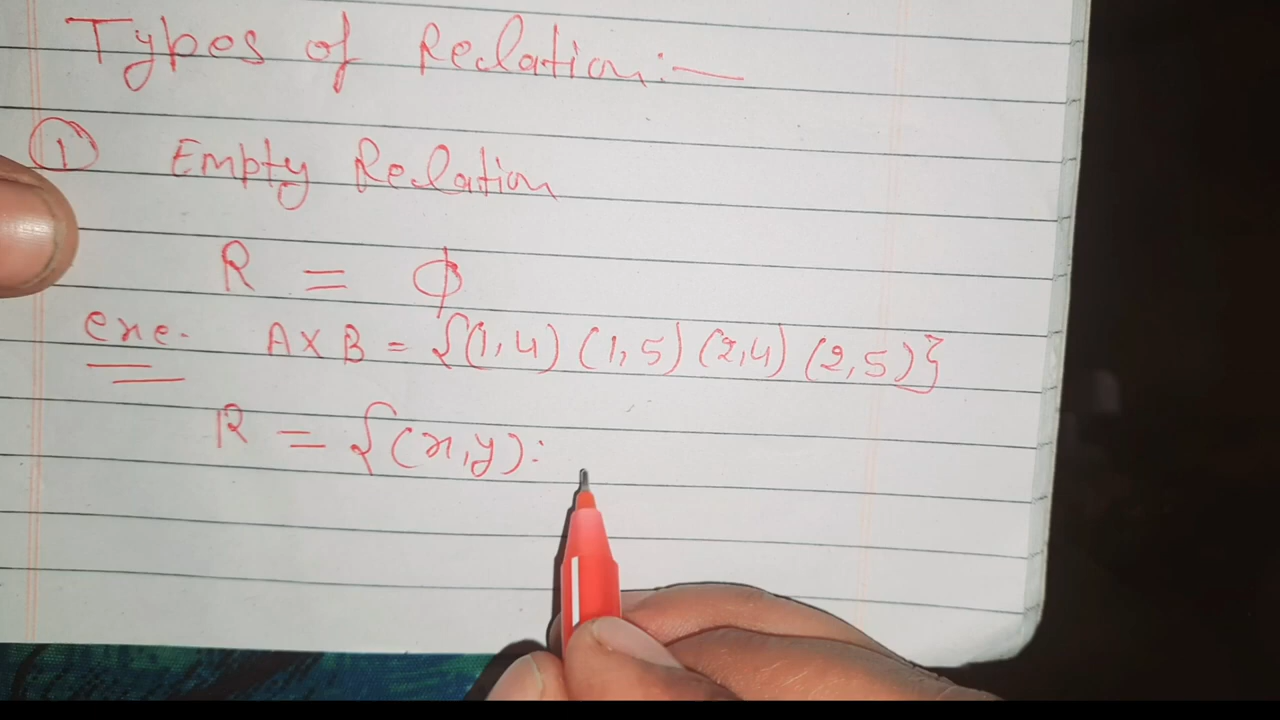 Types of Relation:-
① Empty Relation
R = ϕ
exe. A×B = {(1,4) (1,5) (2,4) (2,5)}
R = {(x,y):